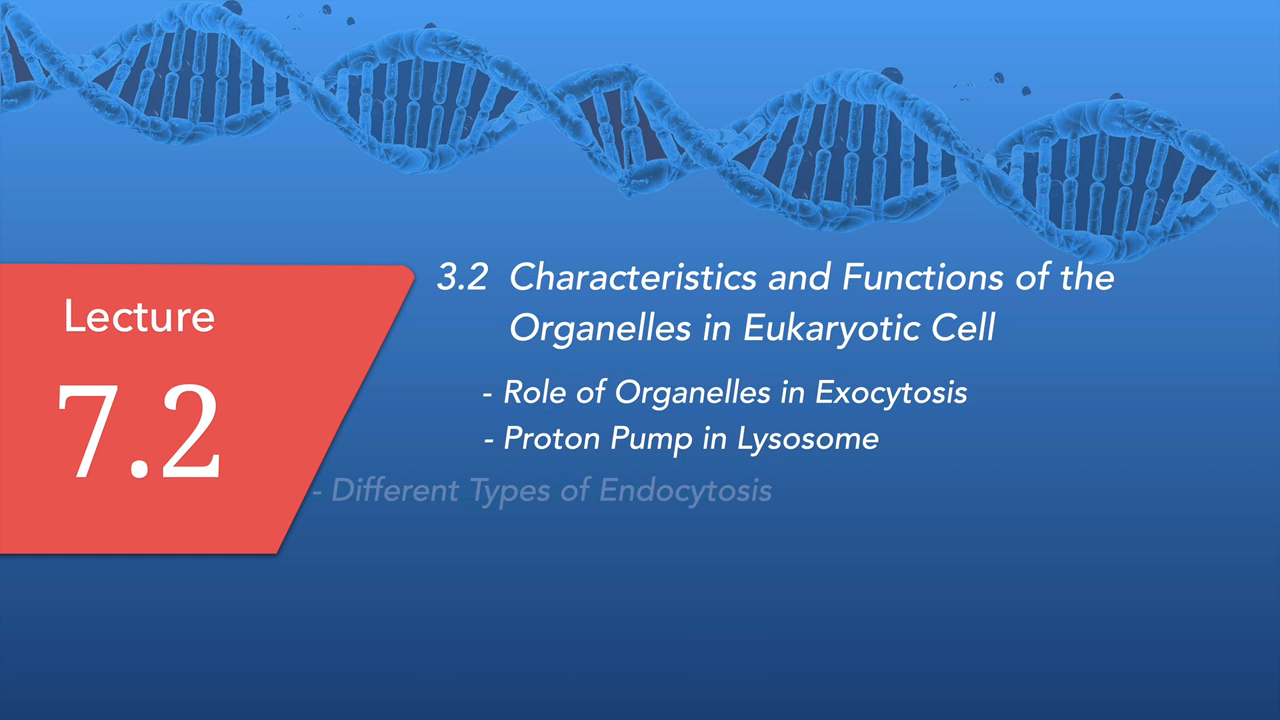 Lecture
7.2
3.2 Characteristics and Functions of the
Organelles in Eukaryotic Cell
- Role of Organelles in Exocytosis
- Proton Pump in Lysosome
- Different Types of Endocytosis